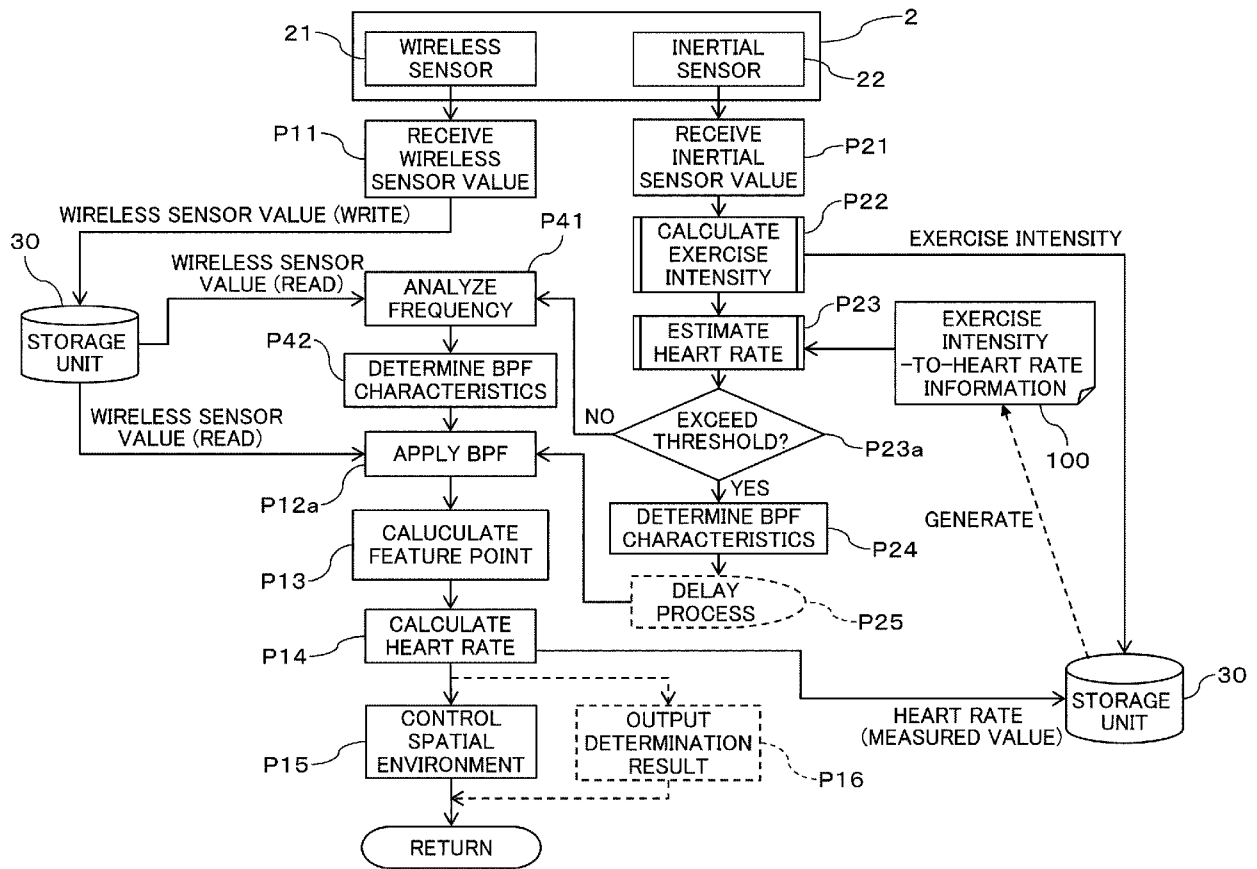 2
21
WIRELESS
SENSOR
INERTIAL
SENSOR
22
P11
RECEIVE
WIRELESS
SENSOR VALUE
RECEIVE
INERTIAL
SENSOR VALUE
P21
WIRELESS SENSOR VALUE (WRITE)
P22
CALCULATE
EXERCISE
INTENSITY
EXERCISE INTENSITY
30
P41
WIRELESS SENSOR
VALUE (READ)
ANALYZE
FREQUENCY
STORAGE
UNIT
P23
ESTIMATE
HEART RATE
EXERCISE
INTENSITY
-TO-HEART RATE
INFORMATION
100
P42
DETERMINE BPF
CHARACTERISTICS
NO
EXCEED
THRESHOLD?
P23a
WIRELESS SENSOR
VALUE (READ)
APPLY BPF
P12a
YES
DETERMINE BPF
CHARACTERISTICS
P24
GENERATE
CALUCULATE
FEATURE POINT
P13
DELAY
PROCESS
P25
CALCULATE
HEART RATE
P14
30
STORAGE
UNIT
HEART RATE
(MEASURED VALUE)
CONTROL
SPATIAL
ENVIRONMENT
P15
OUTPUT
DETERMINATION
RESULT
P16
RETURN